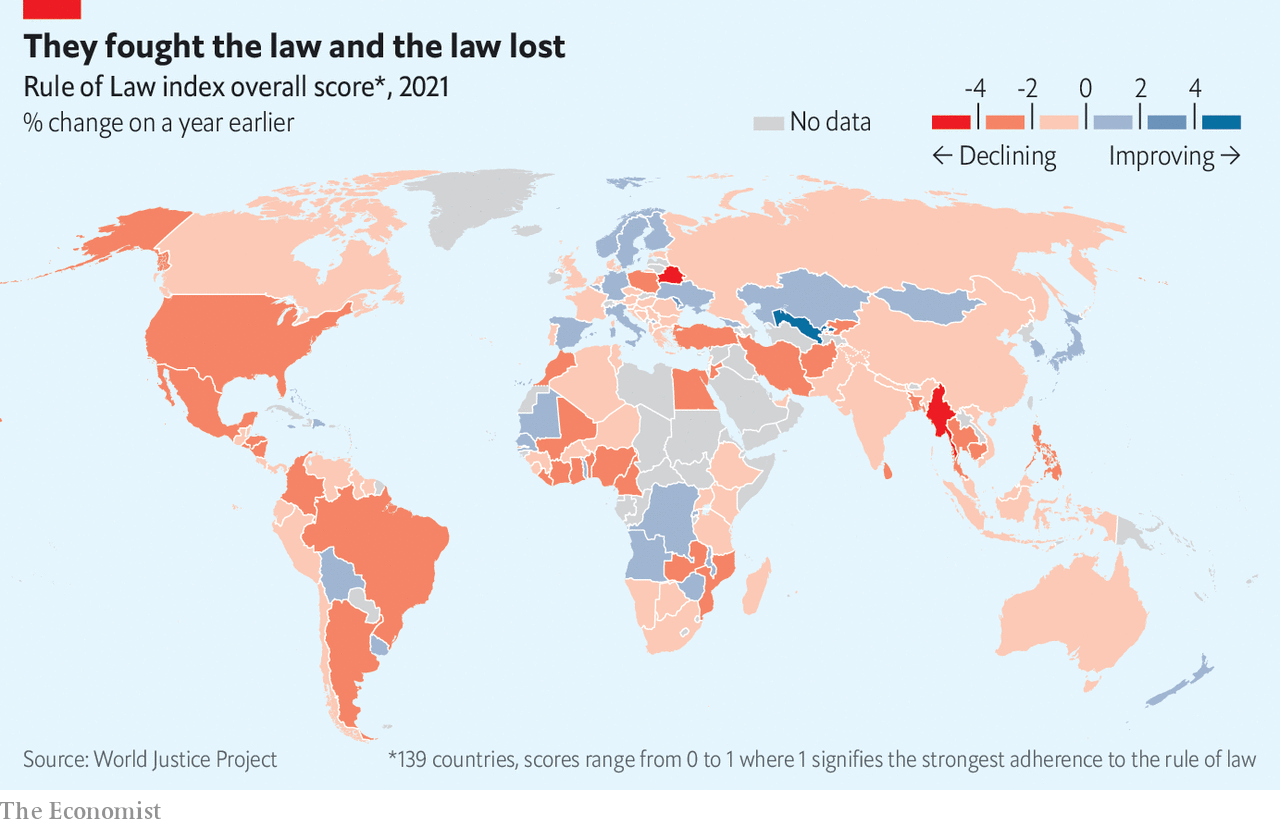 They fought the law and the law lost
Rule of Law index overall score*, 2021
% change on a year earlier
No data
-4 -2 0 2 4
← Declining Improving →
Source: World Justice Project
*139 countries, scores range from 0 to 1 where 1 signifies the strongest adherence to the rule of law
The Economist